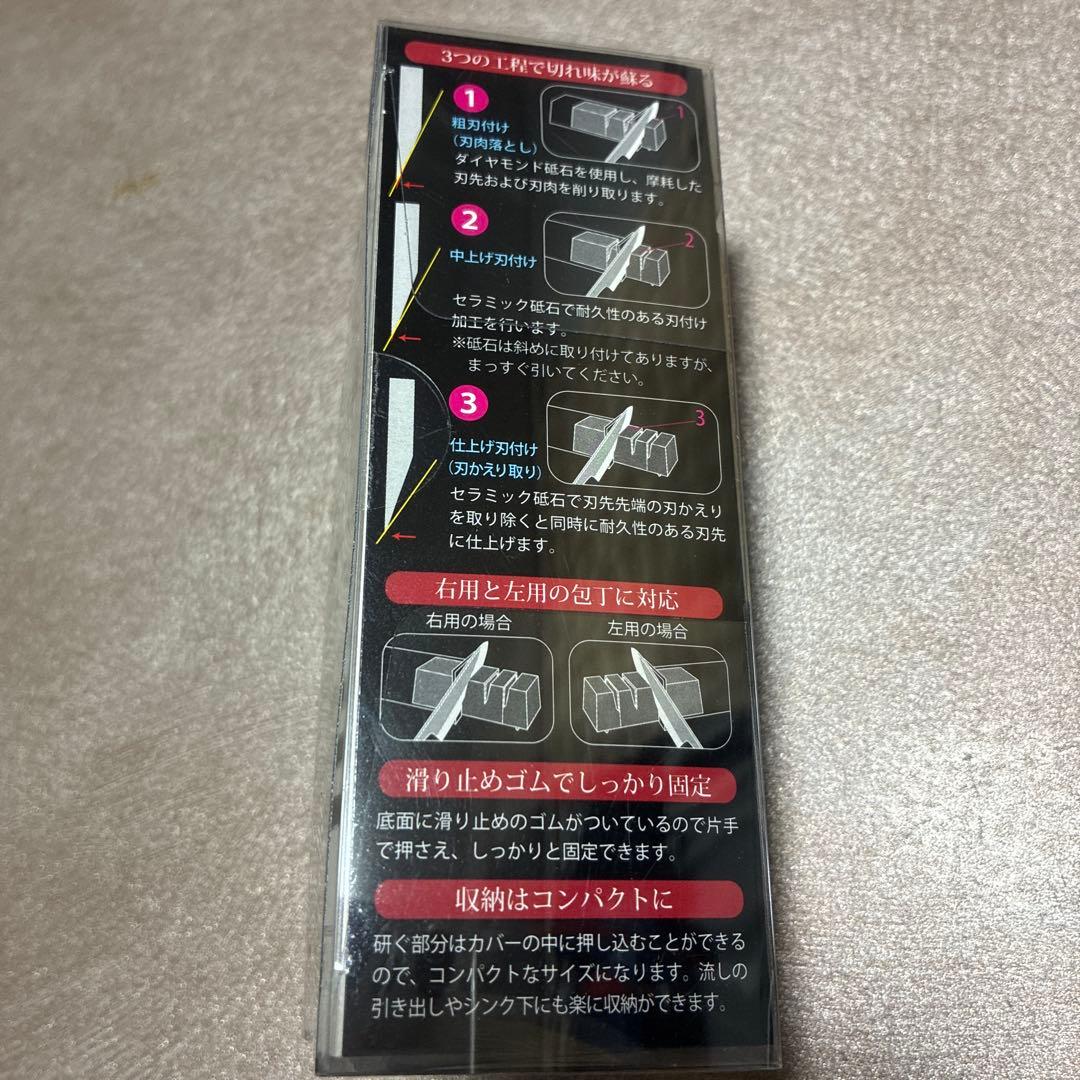 3つの工程で切れ味が蘇る
1
粗刃付け
(刃肉落とし)
1
ダイヤモンド砥石を使用し、摩耗した
刃先および刃肉を削り取ります。
2
中上げ刃付け
2
セラミック砥石で耐久性のある刃付け
加工を行います。
※砥石は斜めに取り付けてありますが、
まっすぐ引いてください。
3
仕上げ刃付け
(刃かえり取り)
3
セラミック砥石で刃先先端の刃かえり
を取り除くと同時に耐久性のある刃先
に仕上げます。
右用と左用の包丁に対応
右用の場合
左用の場合
滑り止めゴムでしっかり固定
底面に滑り止めのゴムがついているので片手
で押さえ、しっかりと固定できます。
収納はコンパクトに
研ぐ部分はカバーの中に押し込むことができる
ので、コンパクトなサイズになります。流しの
引き出しやシンク下にも楽に収納ができます。